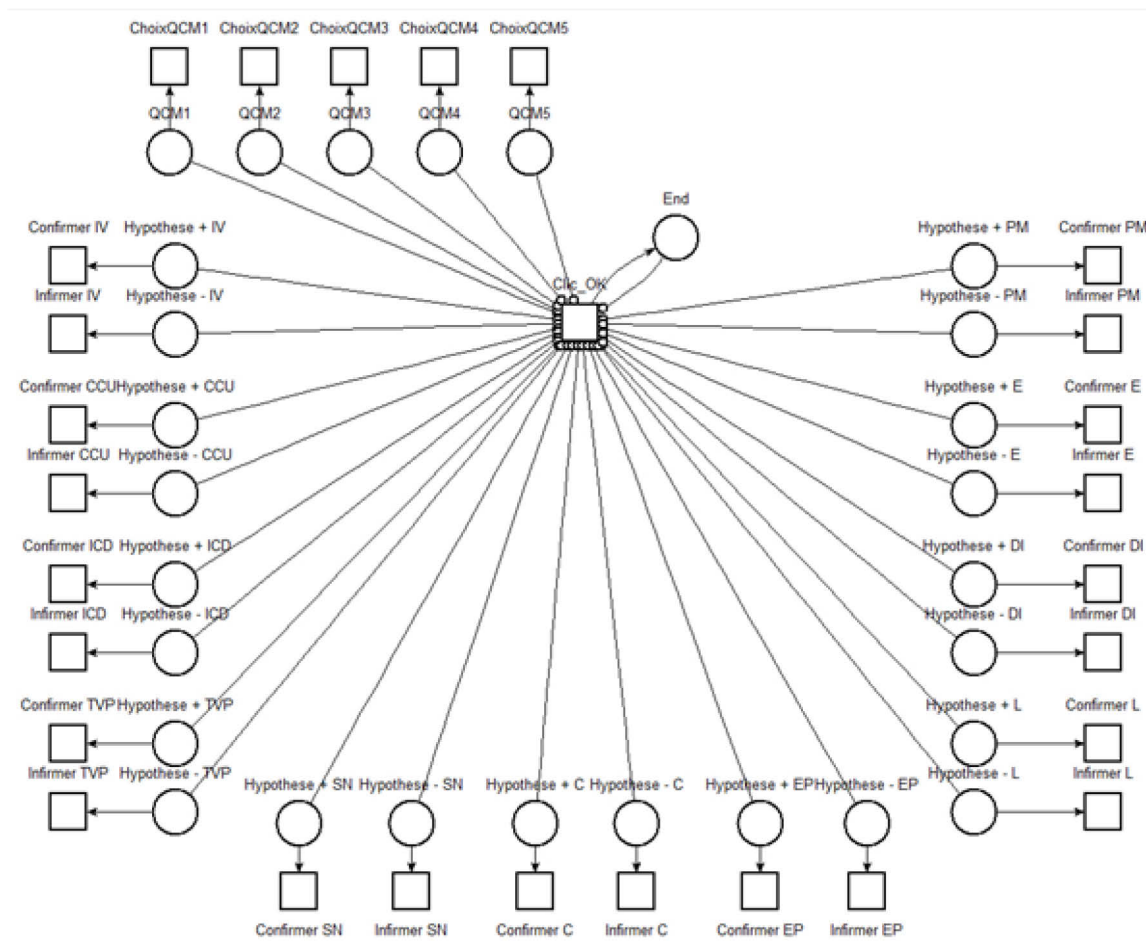 ChoixQCM1 ChoixQCM2 ChoixQCM3 ChoixQCM4 ChoixQCM5
QCM1 QCM2 QCM3 QCM4 QCM5
End
Confirmer IV Hypothese + IV Hypothese + PM Confirmer PM
Clic_OK
Infirmer IV Hypothese - IV Hypothese - PM Infirmer PM
Confirmer CCU Hypothese + CCU Hypothese + E Confirmer E
Infirmer CCU Hypothese - CCU Hypothese - E Infirmer E
Confirmer ICD Hypothese + ICD Hypothese + DI Confirmer DI
Infirmer ICD Hypothese - ICD Hypothese - DI Infirmer DI
Confirmer TVP Hypothese + TVP Hypothese + L Confirmer L
Infirmer TVP Hypothese - TVP Hypothese - L Infirmer L
Hypothese + SN Hypothese - SN Hypothese + C Hypothese - C Hypothese + EP Hypothese - EP
Confirmer SN Infirmer SN Confirmer C Infirmer C Confirmer EP Infirmer EP